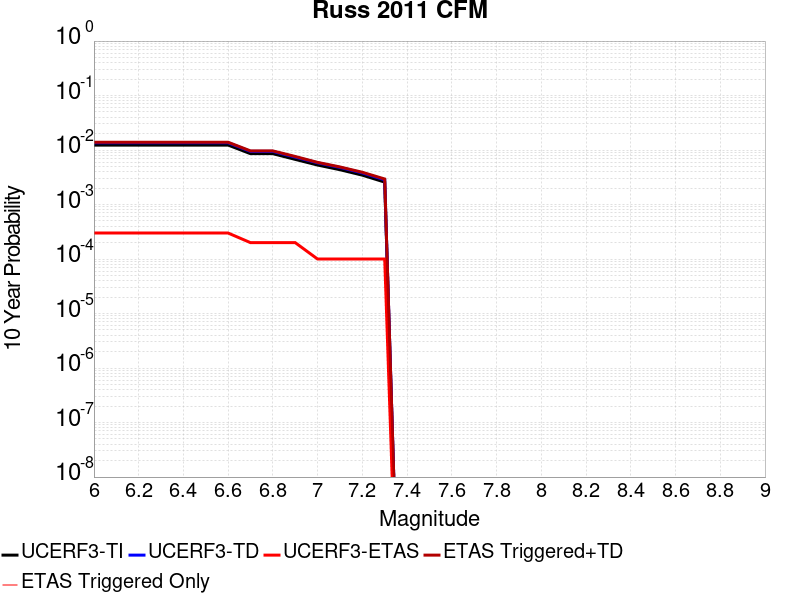 Russ 2011 CFM
10^0
10^-1
10^-2
10^-3
10^-4
10^-5
10^-6
10^-7
10^-8
10 Year Probability
6 6.2 6.4 6.6 6.8 7 7.2 7.4 7.6 7.8 8 8.2 8.4 8.6 8.8 9
Magnitude
UCERF3-TI UCERF3-TD UCERF3-ETAS ETAS Triggered+TD
ETAS Triggered Only